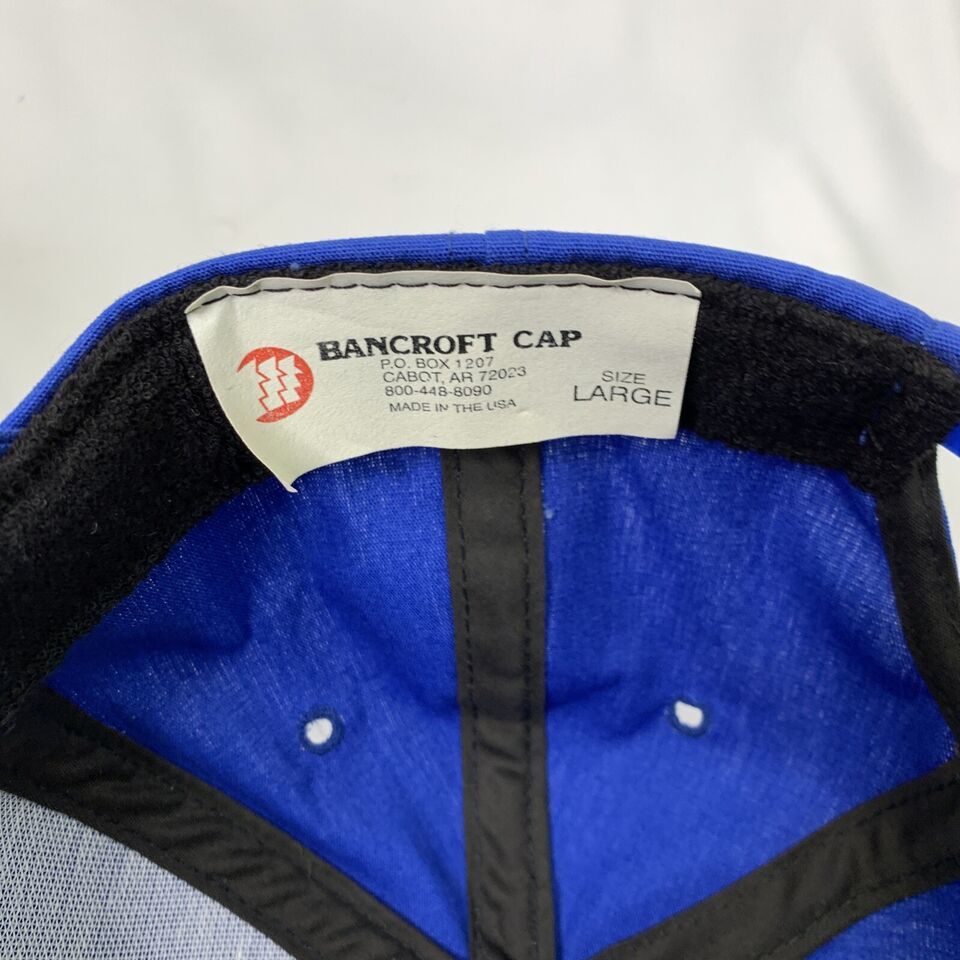 BANCROFT CAP
P.O. BOX 1207
CABOT, AR 72023
800-448-8090
MADE IN THE USA
SIZE
LARGE